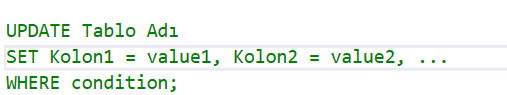 UPDATE Tablo Adı
SET Kolon1 = value1, Kolon2 = value2, ...
WHERE condition;